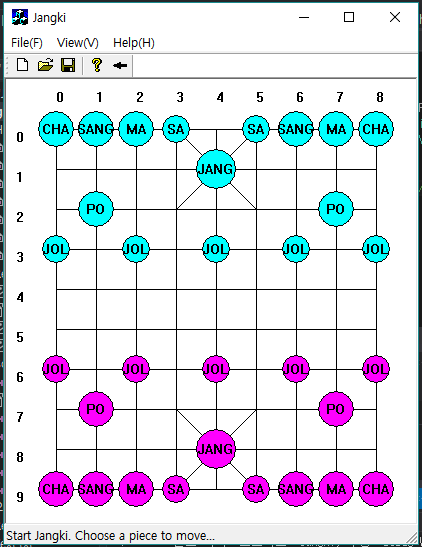 Jangki
File(F) View(V) Help(H)
0 1 2 3 4 5 6 7 8
0 CHA SANG MA SA SA SANG MA CHA
1 JANG
2 PO PO
3 JOL JOL JOL JOL JOL
4
5
6 JOL JOL JOL JOL JOL
7 PO PO
8 JANG
9 CHA SANG MA SA SA SANG MA CHA
Start Jangki. Choose a piece to move...